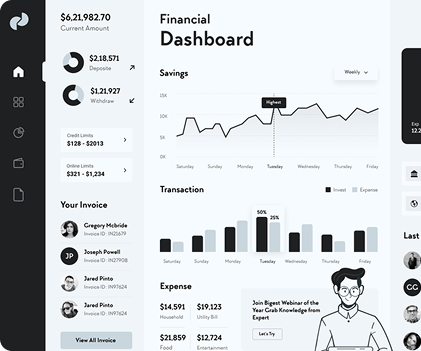 $6,21,982.70
Current Amount
$2,18,571
Deposite
$1,21,927
Withdraw
Credit Limits
$128 - $2013
Online Limits
$321 - $1,234
Your Invoice
Gregory Mcbride
Invoice ID: IN21679
JP
Joseph Powell
Invoice ID: IN27908
Jared Pinto
Invoice ID: IN97624
Jared Pinto
Invoice ID: IN97624
View All Invoice
Financial
Dashboard
Savings
Weekly
15K
10K
5K
0K
Highest
Saturday
Sunday
Monday
Tuesday
Wednesday
Thursday
Friday
Transaction
Invest
Expense
50%
25%
Saturday
Sunday
Monday
Tuesday
Wednesday
Thursday
Friday
Expense
$14,591
Household
$19,123
Utility Bill
$21,859
Food
$12,724
Entertainment
Join Bigest Webinar of the
Year Grab Knowledge from
Expert
Let's Try
Exp
12.2
Last
GG